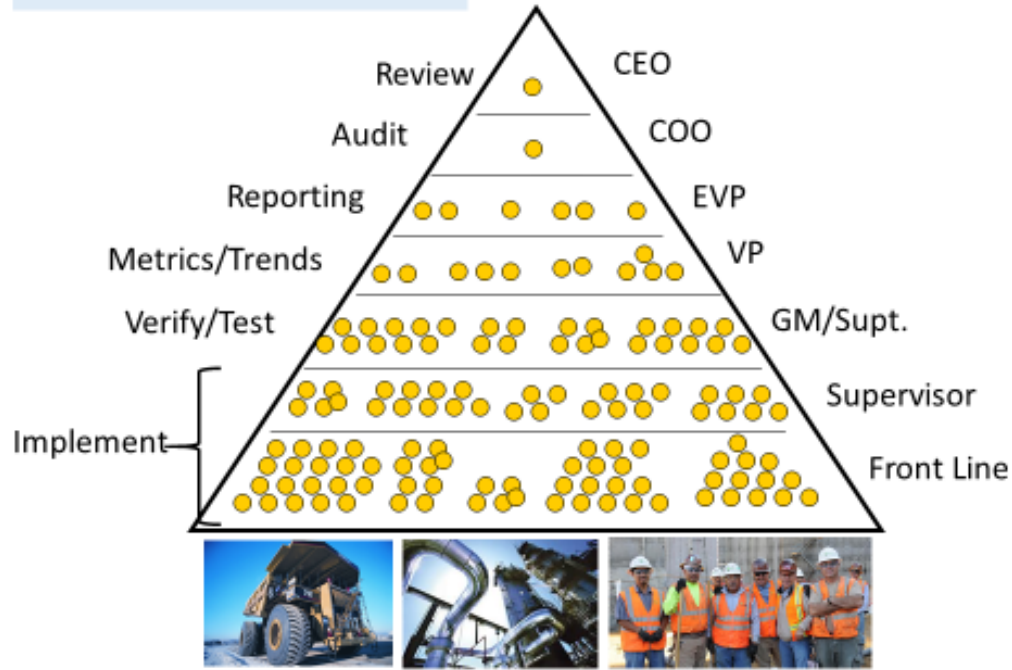 Review
CEO
Audit
COO
Reporting
EVP
Metrics/Trends
VP
Verify/Test
GM/Supt.
Supervisor
Implement
Front Line